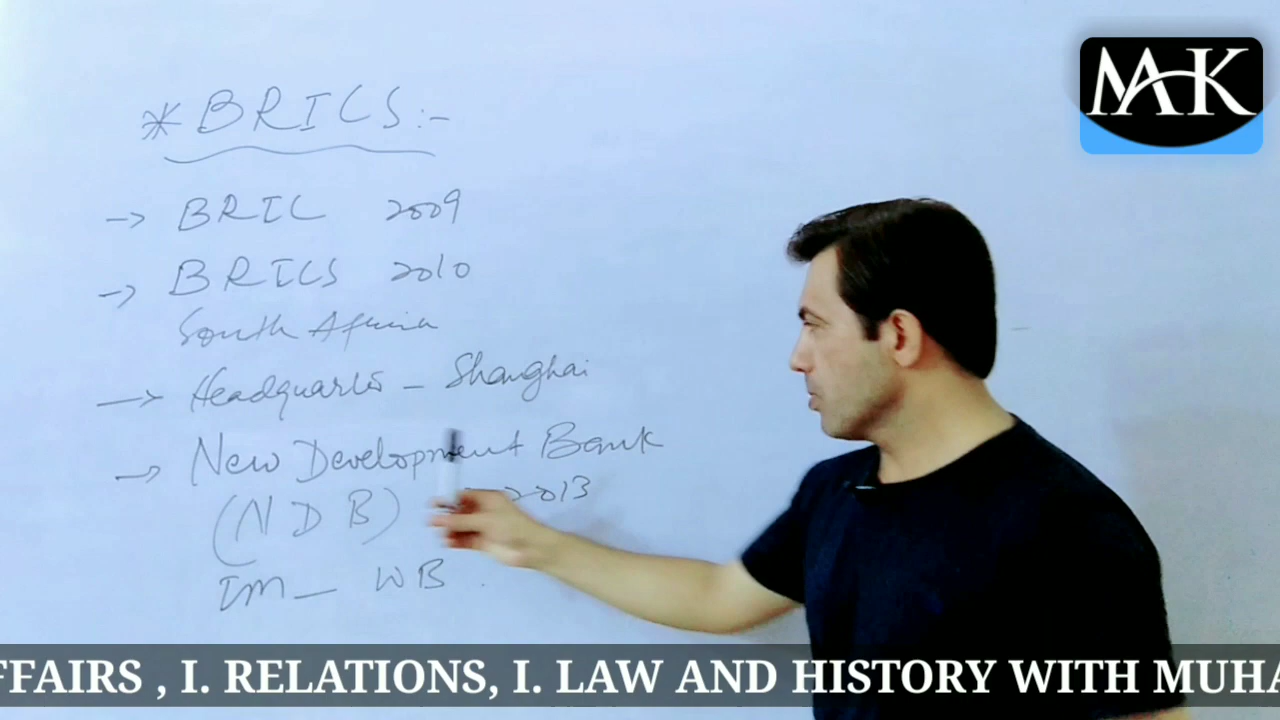 MAK
* BRICS:-
→ BRIC 2009
→ BRICS 2010
South Africa
→ Headquarters - Shanghai
→ New Development Bank
(NDB) 2013
IM_ WB
FFAIRS , I. RELATIONS, I. LAW AND HISTORY WITH MUHA